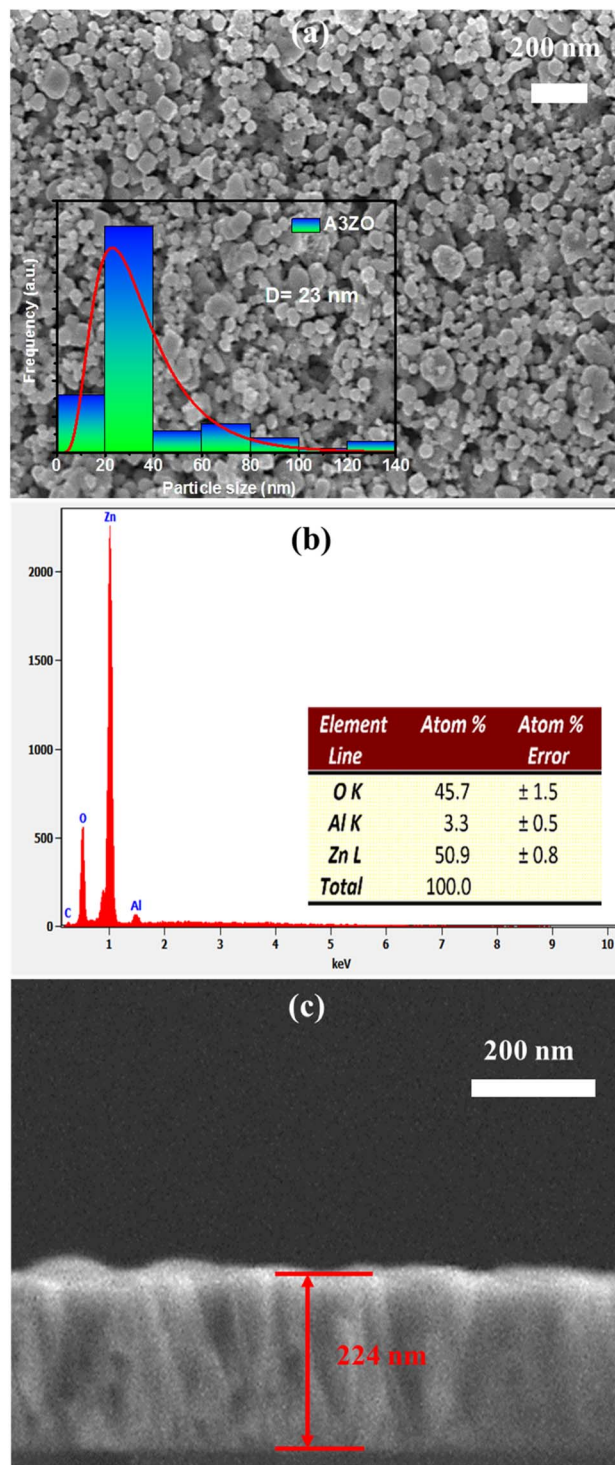 (a)
200 nm
A3ZO
D= 23 nm
Frequency (a.u.)
0 20 40 60 80 100 120 140
Particle size (nm)
(b)
Zn
2000
1500
1000
500
0
O
C
Al
1 2 3 4 5 6 7 8 9 10
keV
Element Line Atom % Atom % Error
O K 45.7 ± 1.5
Al K 3.3 ± 0.5
Zn L 50.9 ± 0.8
Total 100.0
(c)
200 nm
224 nm